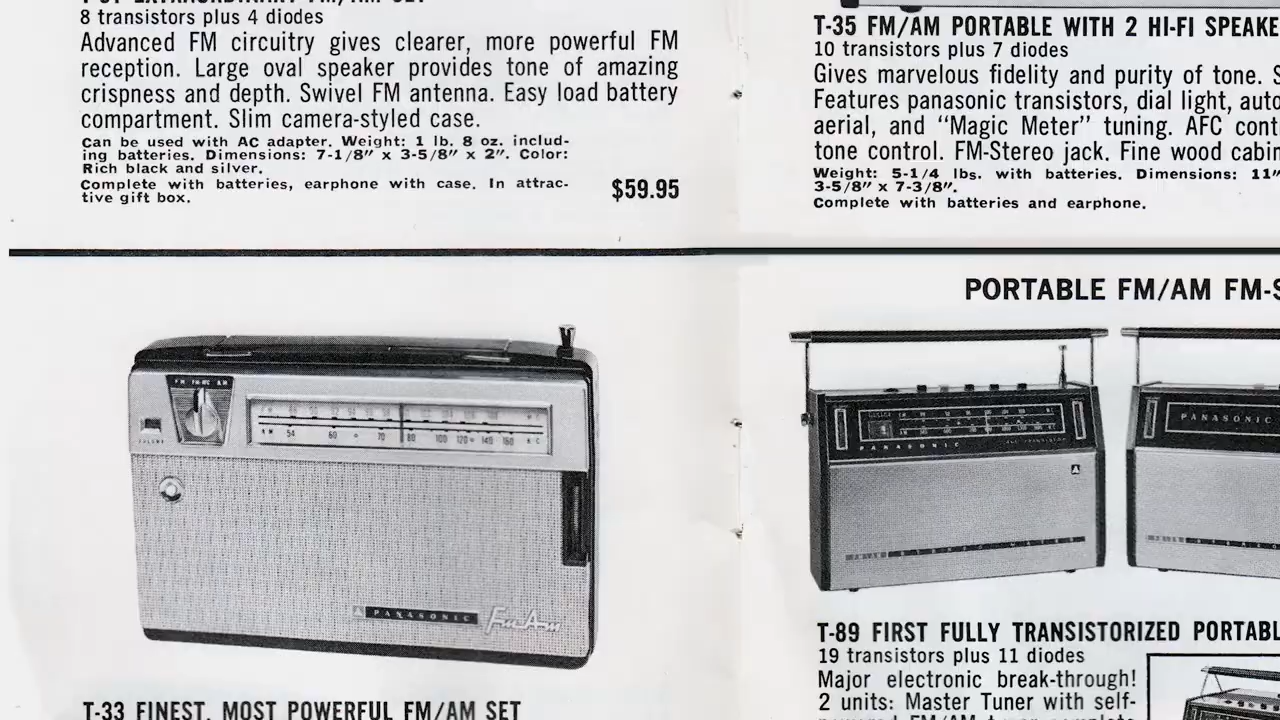 8 transistors plus 4 diodes
Advanced FM circuitry gives clearer, more powerful FM
reception. Large oval speaker provides tone of amazing
crispness and depth. Swivel FM antenna. Easy load battery
compartment. Slim camera-styled case.
Can be used with AC adapter. Weight: 1 lb. 8 oz. includ-
ing batteries. Dimensions: 7-1/8" x 3-5/8" x 2". Color:
Rich black and silver.
Complete with batteries, earphone with case. In attrac-
tive gift box.
$59.95
T-35 FM/AM PORTABLE WITH 2 HI-FI SPEAKE
10 transistors plus 7 diodes
Gives marvelous fidelity and purity of tone. S
Features panasonic transistors, dial light, auto
aerial, and "Magic Meter" tuning. AFC cont
tone control. FM-Stereo jack. Fine wood cabin
Weight: 5-1/4 lbs. with batteries. Dimensions: 11"
3-5/8" x 7-3/8".
Complete with batteries and earphone.
FM FM-AFC AM
54 60 70 80 100 120 140 160 KC
PANASONIC Fm Am
T-33 FINEST, MOST POWERFUL FM/AM SET
PORTABLE FM/AM FM-S
PANASONIC
PANASONIC
T-89 FIRST FULLY TRANSISTORIZED PORTABL
19 transistors plus 11 diodes
Major electronic break-through!
2 units: Master Tuner with self-